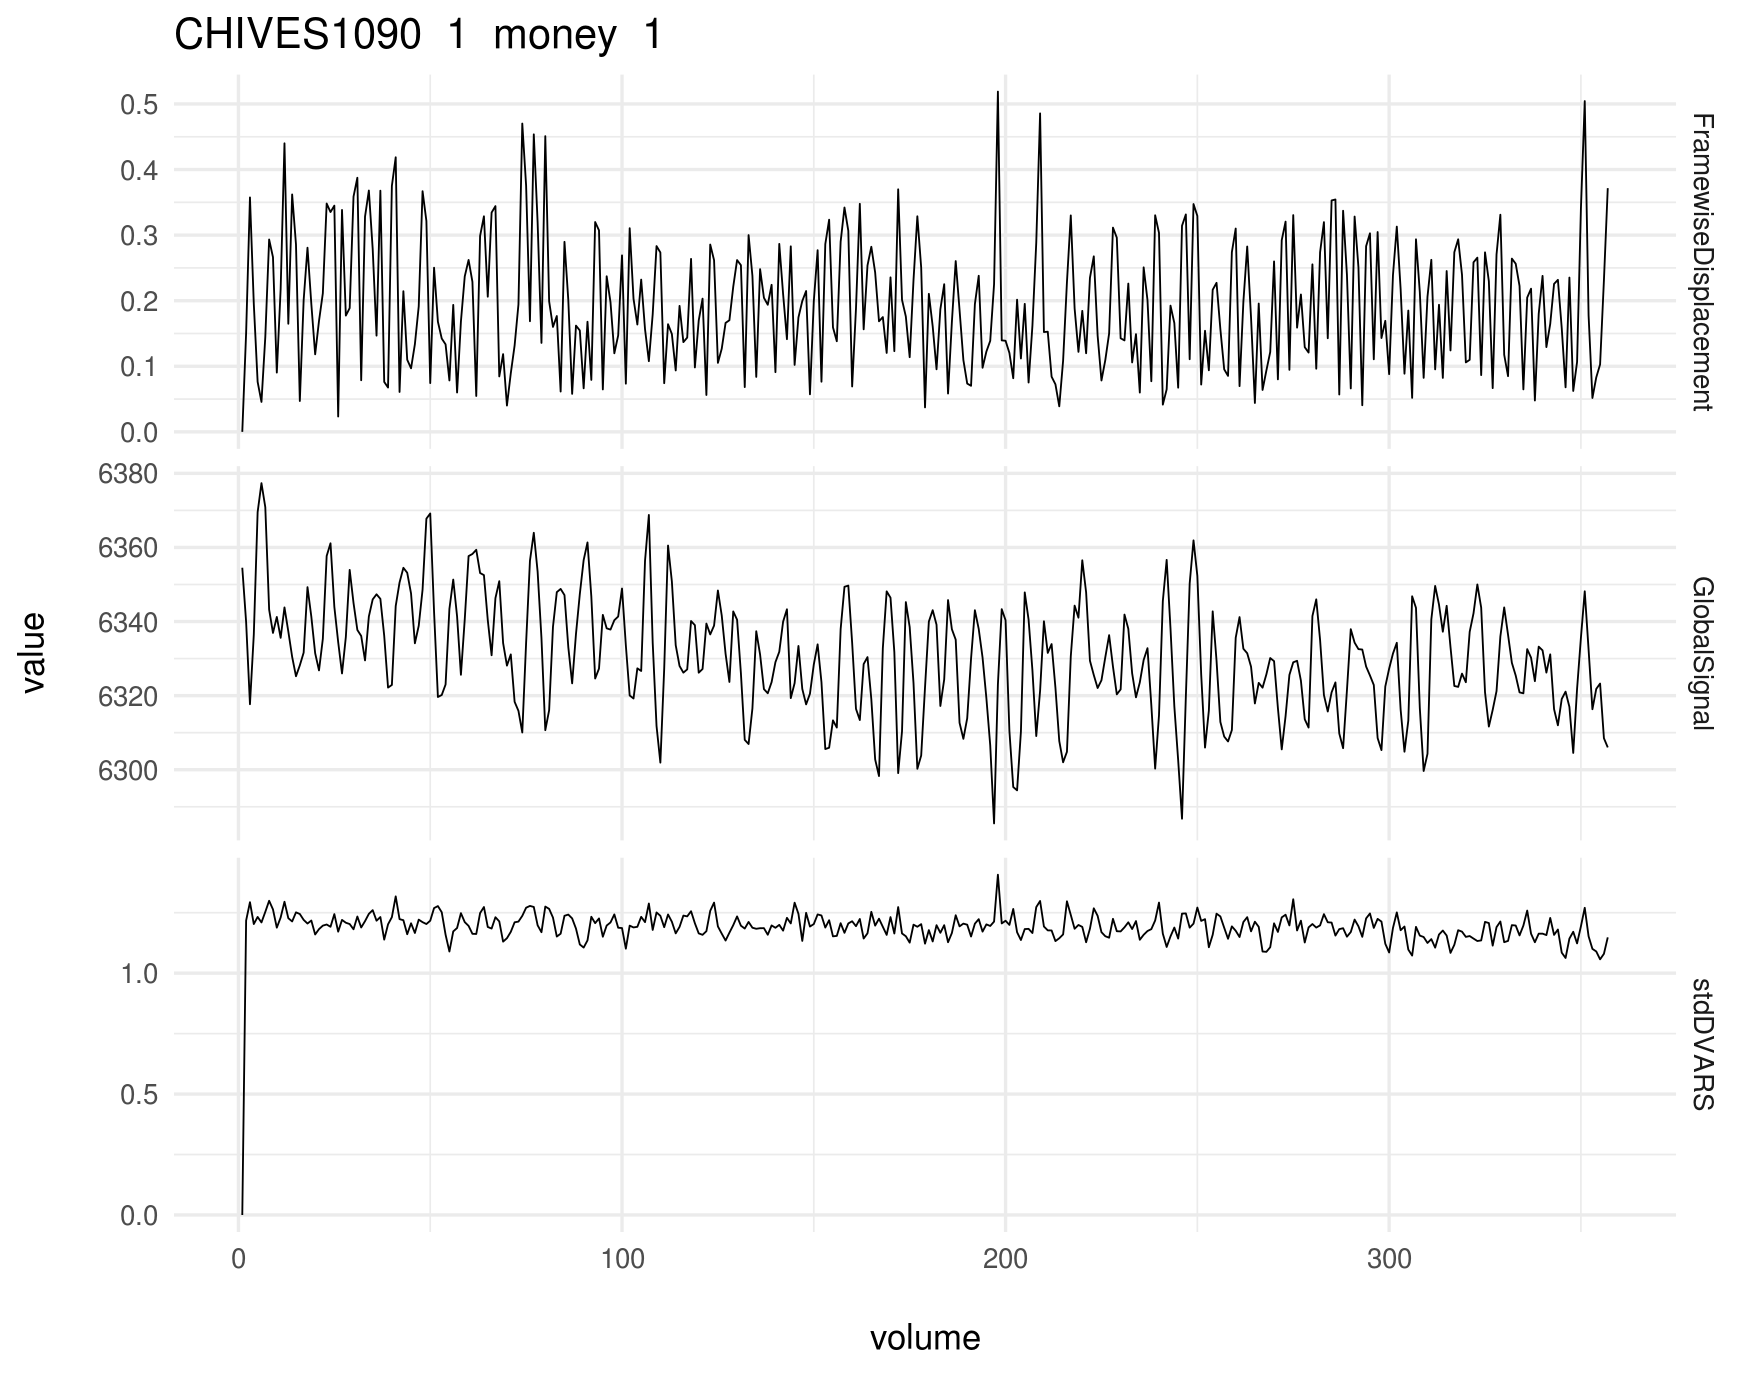 CHIVES1090 1 money 1
0.5
0.4
0.3
0.2
0.1
0.0
FramewiseDisplacement
6380
6360
6340
6320
6300
GlobalSignal
value
1.0
0.5
0.0
stdDVARS
0 100 200 300
volume